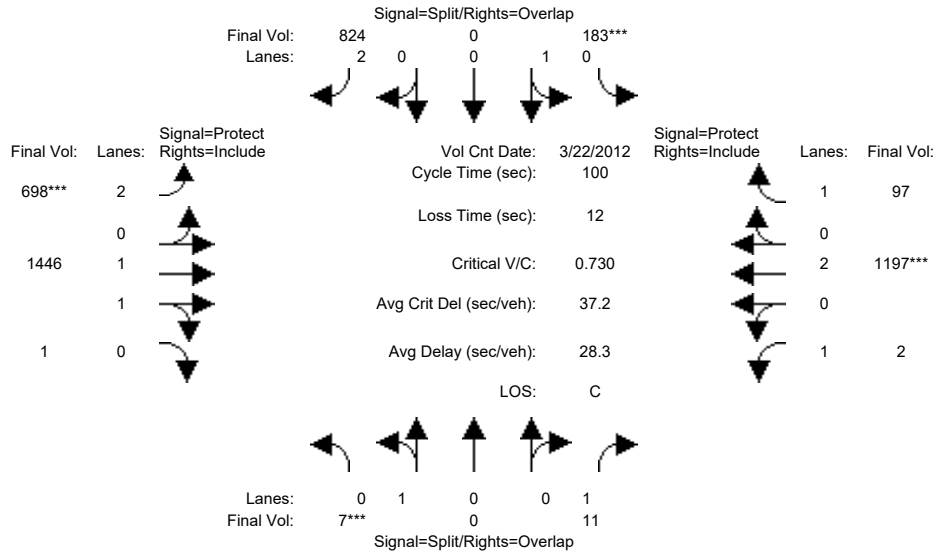 Signal=Split/Rights=Overlap
Final Vol: 824 0 183***
Lanes: 2 0 0 1 0
Signal=Protect Signal=Protect
Final Vol: Lanes: Rights=Include Vol Cnt Date: 3/22/2012 Rights=Include Lanes: Final Vol:
Cycle Time (sec): 100
698*** 2 1 97
Loss Time (sec): 12
0 0
1446 1 Critical V/C: 0.730 2 1197***
1 Avg Crit Del (sec/veh): 37.2 0
1 0 Avg Delay (sec/veh): 28.3 1 2
LOS: C
Lanes: 0 1 0 0 1
Final Vol: 7*** 0 11
Signal=Split/Rights=Overlap